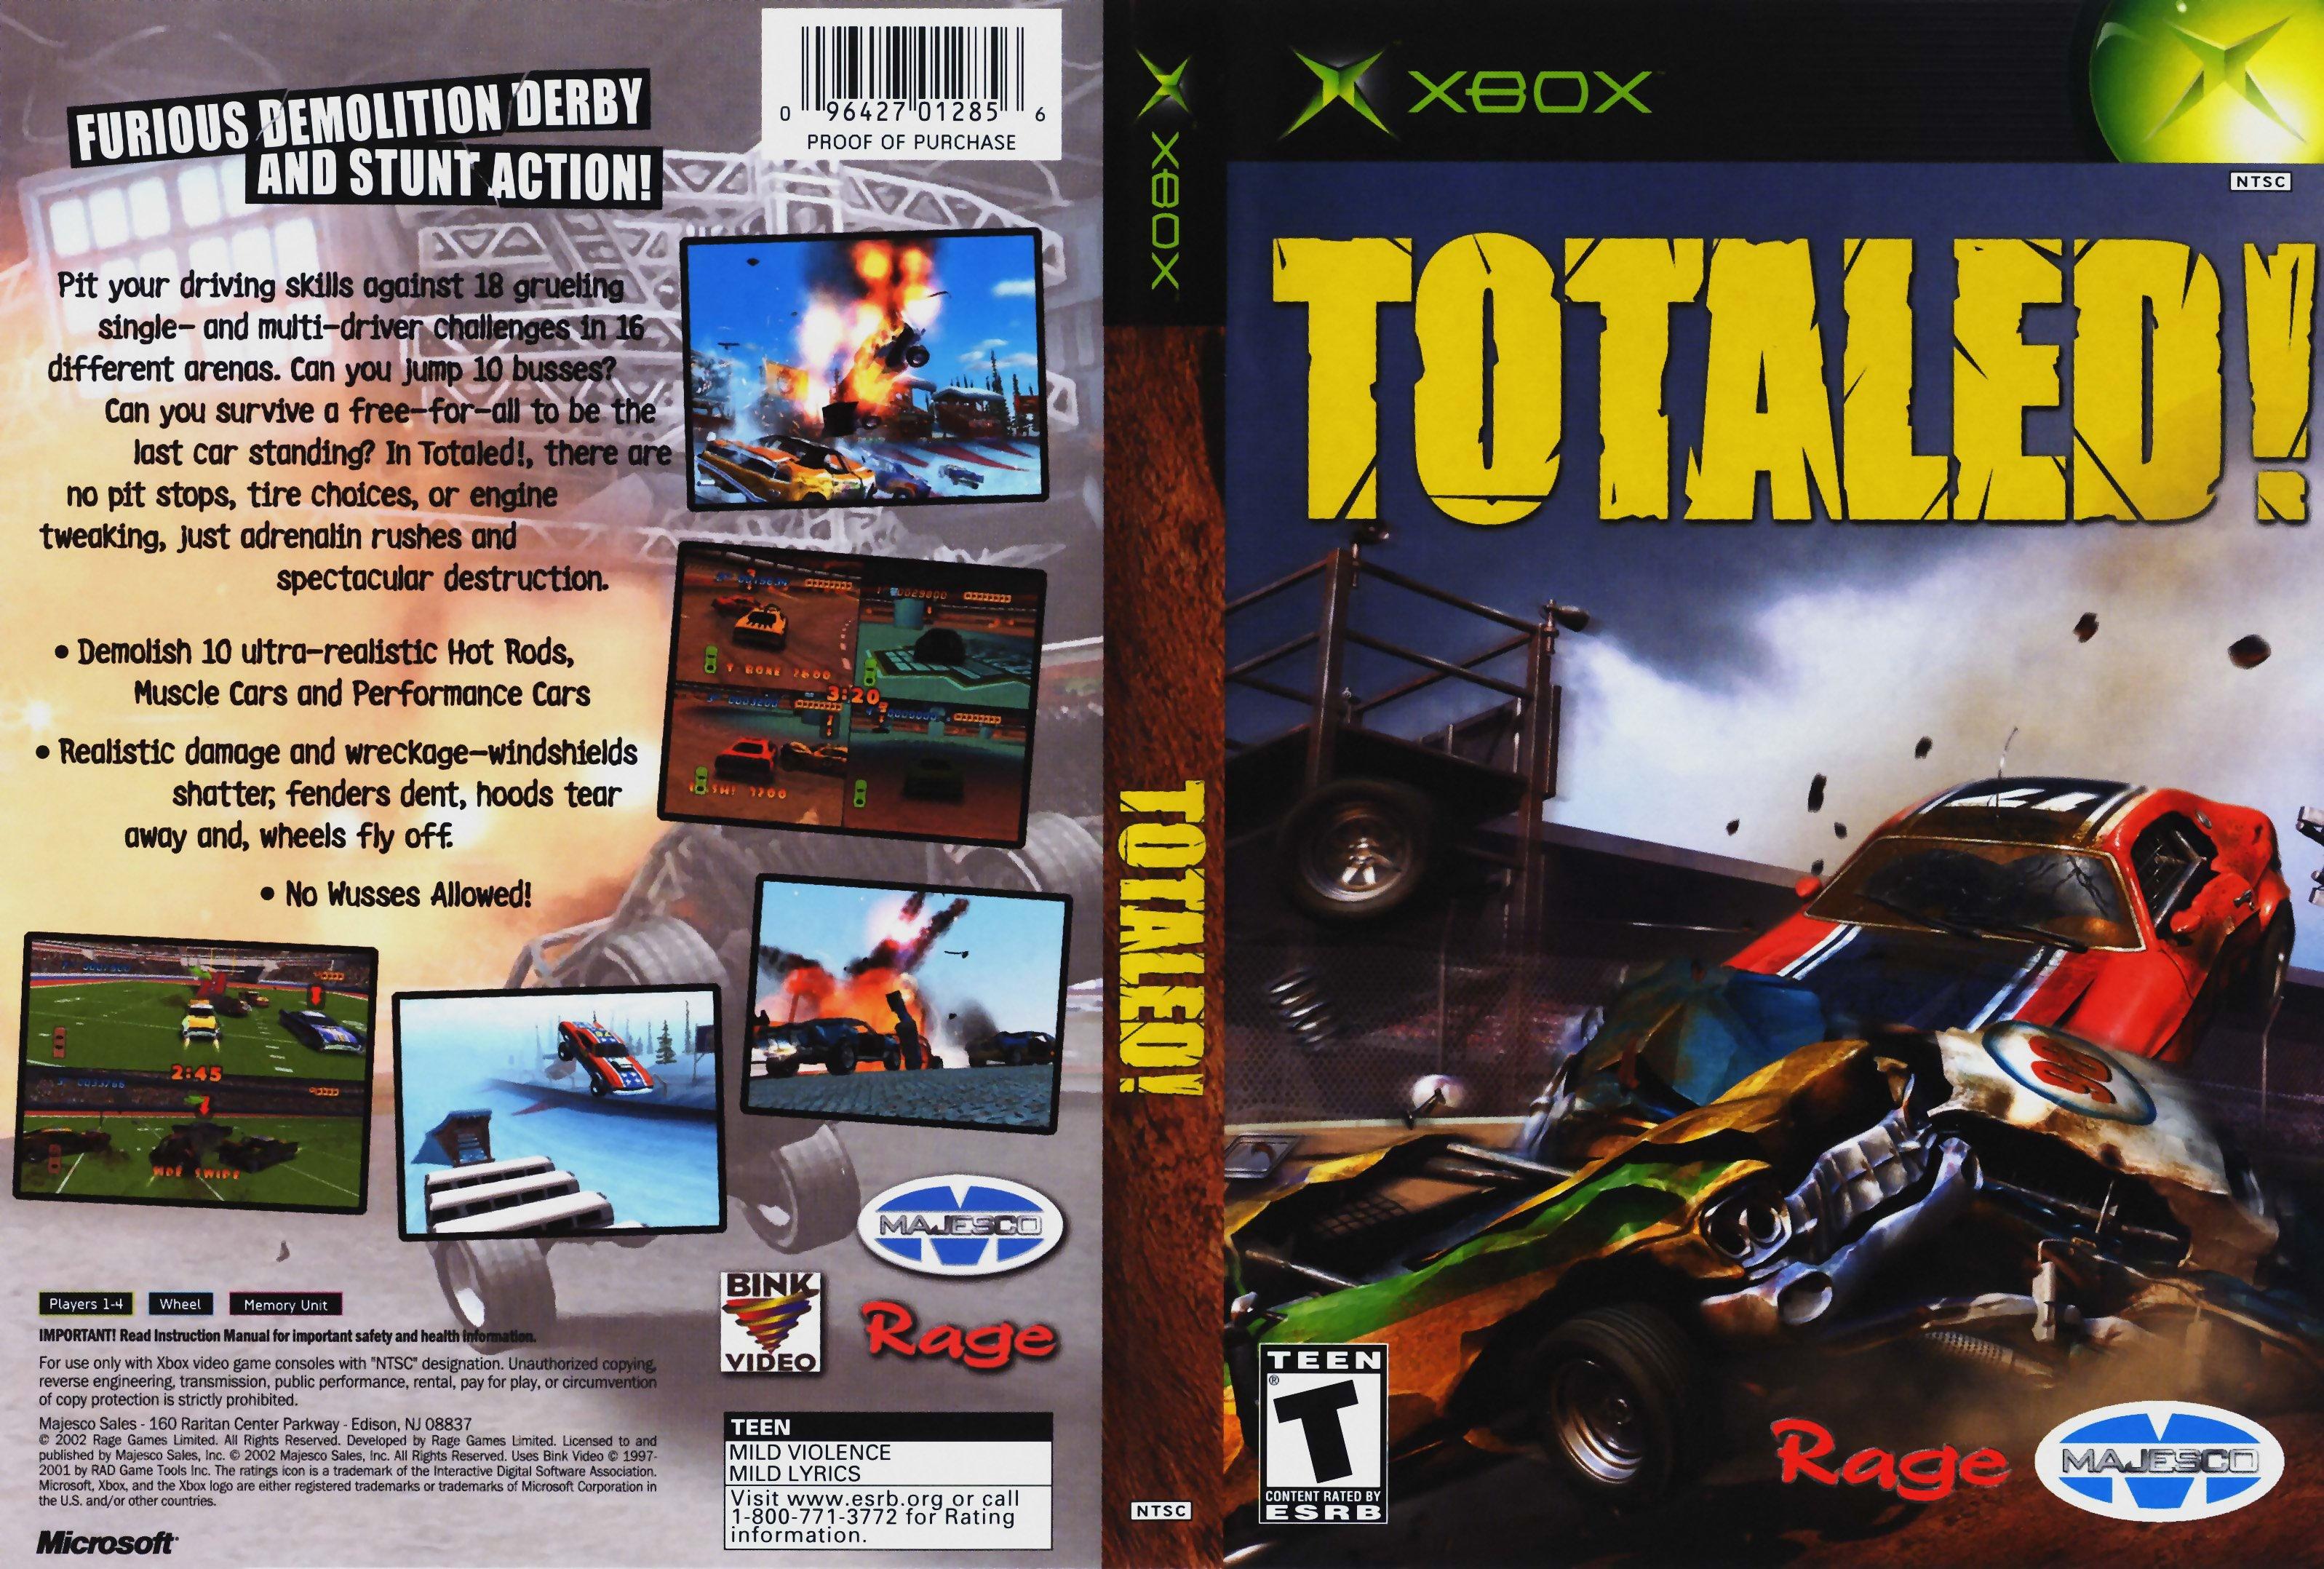 FURIOUS DEMOLITION DERBY
AND STUNT ACTION!
0 96427 01285 6
PROOF OF PURCHASE
Pit your driving skills against 18 grueling
single- and multi-driver challenges in 16
different arenas. Can you jump 10 busses?
Can you survive a free-for-all to be the
last car standing? In Totaled!, there are
no pit stops, tire choices, or engine
tweaking, just adrenalin rushes and
spectacular destruction.
• Demolish 10 ultra-realistic Hot Rods,
Muscle Cars and Performance Cars
• Realistic damage and wreckage-windshields
shatter, fenders dent, hoods tear
away and, wheels fly off.
• No Wusses Allowed!
3:20
2:45
MAJESCO
BINK
VIDEO
Rage
Players 1-4
Wheel
Memory Unit
IMPORTANT! Read Instruction Manual for important safety and health information.
For use only with Xbox video game consoles with "NTSC" designation. Unauthorized copying,
reverse engineering, transmission, public performance, rental, pay for play, or circumvention
of copy protection is strictly prohibited.
Majesco Sales - 160 Raritan Center Parkway - Edison, NJ 08837
© 2002 Rage Games Limited. All Rights Reserved. Developed by Rage Games Limited. Licensed to and
published by Majesco Sales, Inc. © 2002 Majesco Sales, Inc. All Rights Reserved. Uses Bink Video © 1997-
2001 by RAD Game Tools Inc. The ratings icon is a trademark of the Interactive Digital Software Association.
Microsoft, Xbox, and the Xbox logo are either registered trademarks or trademarks of Microsoft Corporation in
the U.S. and/or other countries.
Microsoft
TEEN
MILD VIOLENCE
MILD LYRICS
Visit www.esrb.org or call
1-800-771-3772 for Rating
information.
XBOX™
TOTALED!
NTSC
XBOX™
NTSC
TOTALED!
TEEN
T
®
CONTENT RATED BY
ESRB
Rage
MAJESCO